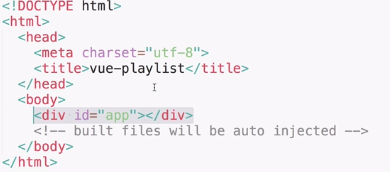 <!DOCTYPE html>
<html>
<head>
<meta charset="utf-8">
<title>vue-playlist</title>
</head>
<body>
<div id="app"></div>
<!-- built files will be auto injected -->
</body>
</html>